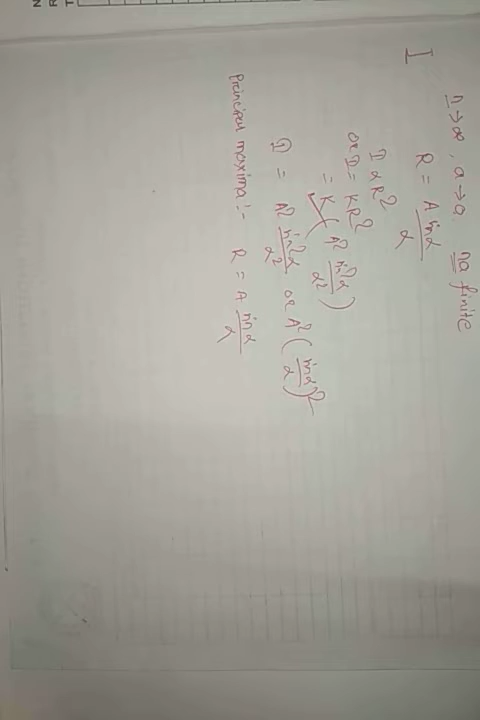 n→∞, a→0. na finite
R = A sinα/α
I
I α R²
or I = KR²
= K (A² sin²α/α²)
I = A² sin²α/α² or A² (sinα/α)²
Principal maxima:- R = A sinα/α